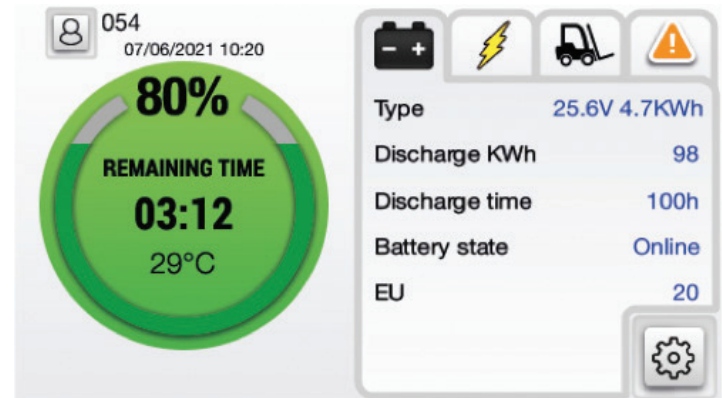 054
07/06/2021 10:20
80%
REMAINING TIME
03:12
29°C
Type 25.6V 4.7KWh
Discharge KWh 98
Discharge time 100h
Battery state Online
EU 20